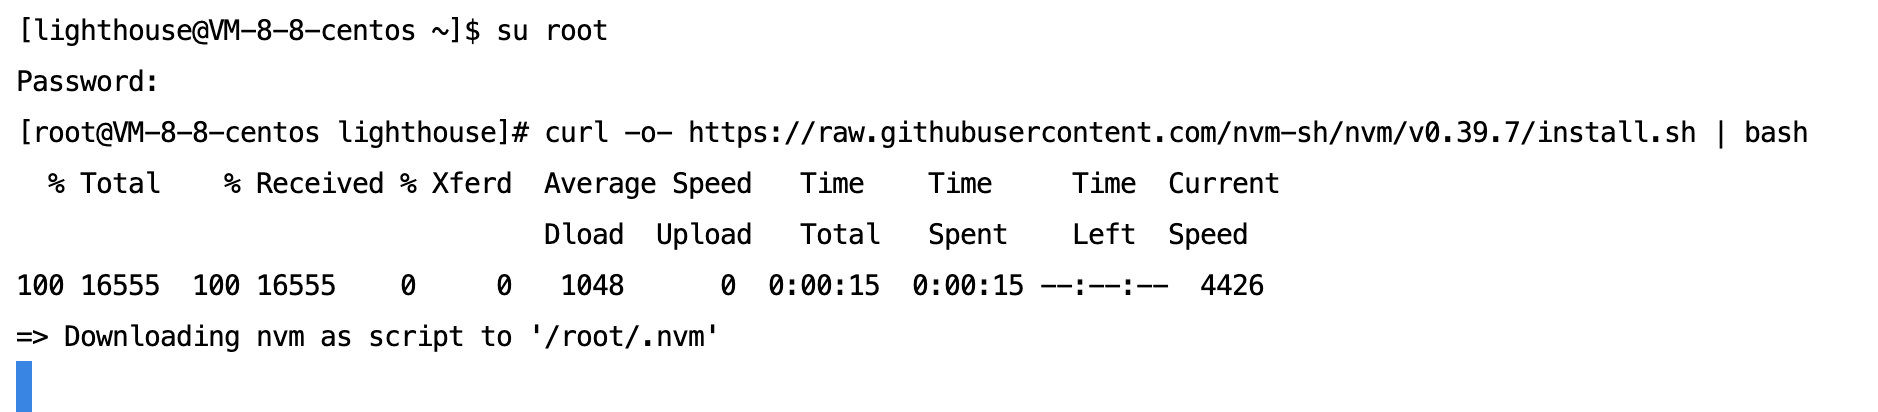 [lighthouse@VM-8-8-centos ~]$ su root
Password:
[root@VM-8-8-centos lighthouse]# curl -o- https://raw.githubusercontent.com/nvm-sh/nvm/v0.39.7/install.sh | bash
  % Total    % Received % Xferd  Average Speed   Time    Time     Time  Current
                                 Dload  Upload   Total   Spent    Left  Speed
100 16555  100 16555    0     0   1048      0  0:00:15  0:00:15 --:--:--  4426
=> Downloading nvm as script to '/root/.nvm'